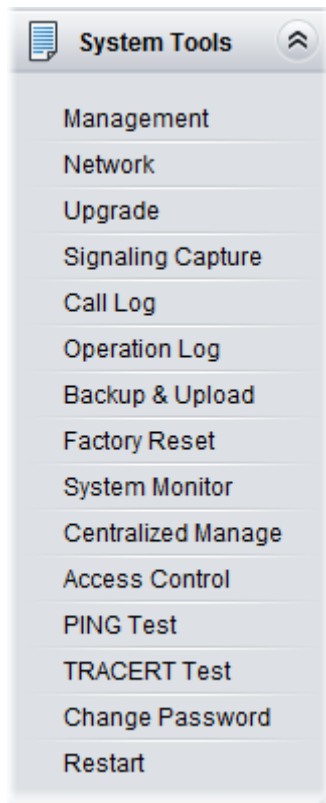 System Tools
Management
Network
Upgrade
Signaling Capture
Call Log
Operation Log
Backup & Upload
Factory Reset
System Monitor
Centralized Manage
Access Control
PING Test
TRACERT Test
Change Password
Restart